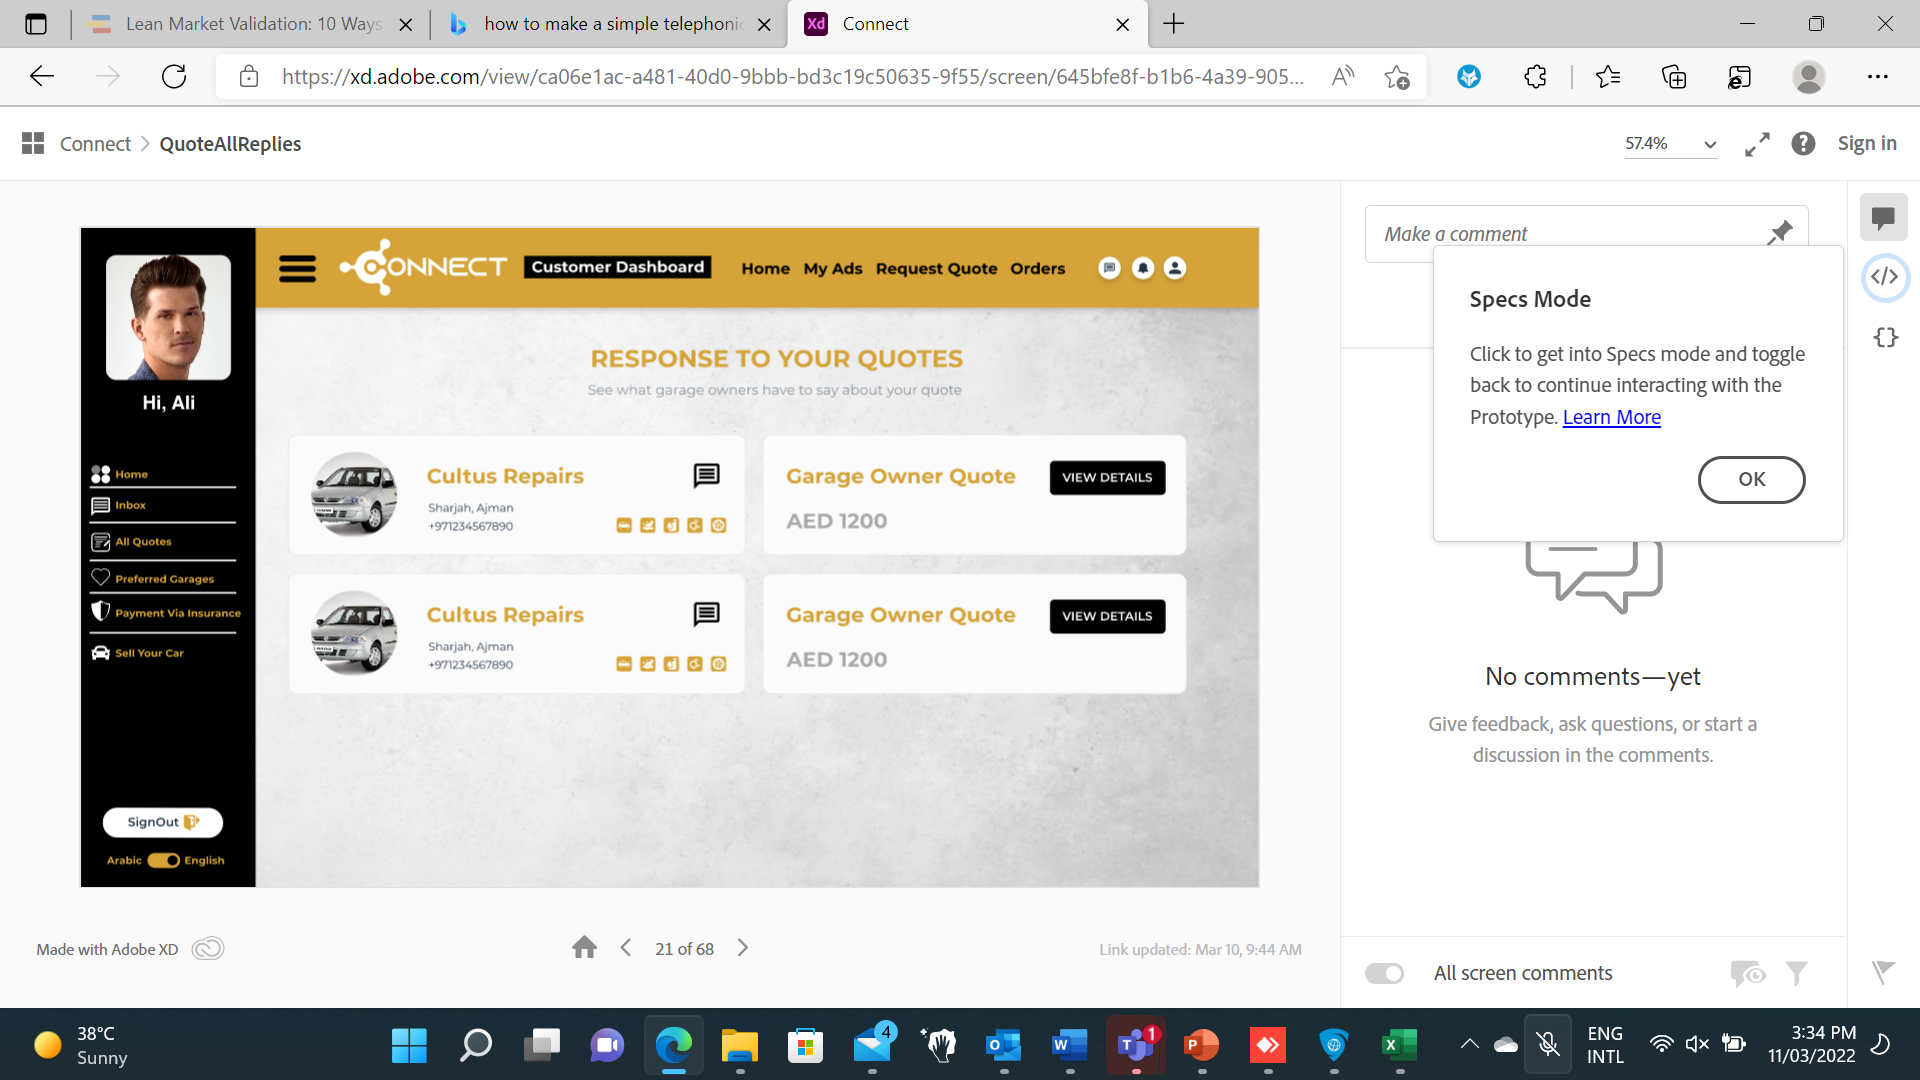 Lean Market Validation: 10 Ways
how to make a simple telephonic
Xd Connect
https://xd.adobe.com/view/ca06e1ac-a481-40d0-9bbb-bd3c19c50635-9f55/screen/645bfe8f-b1b6-4a39-905...
Connect > QuoteAllReplies
57.4%
Sign in
Make a comment
Specs Mode
Click to get into Specs mode and toggle
back to continue interacting with the
Prototype. Learn More
OK
No comments—yet
Give feedback, ask questions, or start a
discussion in the comments.
All screen comments
CONNECT
Customer Dashboard
Home My Ads Request Quote Orders
Hi, Ali
Home
Inbox
All Quotes
Preferred Garages
Payment Via Insurance
Sell Your Car
SignOut
Arabic English
RESPONSE TO YOUR QUOTES
See what garage owners have to say about your quote
Cultus Repairs
Sharjah, Ajman
+971234567890
Garage Owner Quote
VIEW DETAILS
AED 1200
Cultus Repairs
Sharjah, Ajman
+971234567890
Garage Owner Quote
VIEW DETAILS
AED 1200
Made with Adobe XD
21 of 68
Link updated: Mar 10, 9:44 AM
38°C
Sunny
4
1
ENG
INTL
3:34 PM
11/03/2022